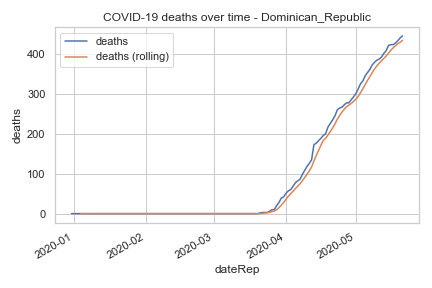 COVID-19 deaths over time - Dominican_Republic
deaths
deaths (rolling)
deaths
400
300
200
100
0
2020-01
2020-02
2020-03
2020-04
2020-05
dateRep